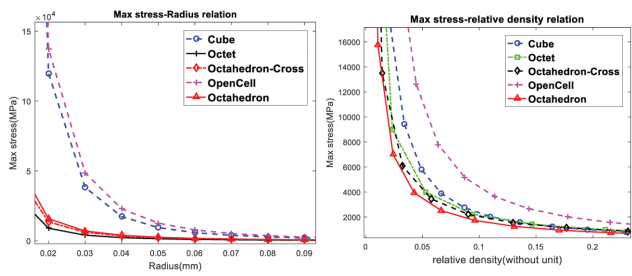 Max stress-Radius relation
×10⁴
15
10
5
0
Max stress(MPa)
0.02 0.03 0.04 0.05 0.06 0.07 0.08 0.09
Radius(mm)
Cube
Octet
Octahedron-Cross
OpenCell
Octahedron
Max stress-relative density relation
16000
14000
12000
10000
8000
6000
4000
2000
Max stress(MPa)
0 0.05 0.1 0.15 0.2
relative density(without unit)
Cube
Octet
Octahedron-Cross
OpenCell
Octahedron